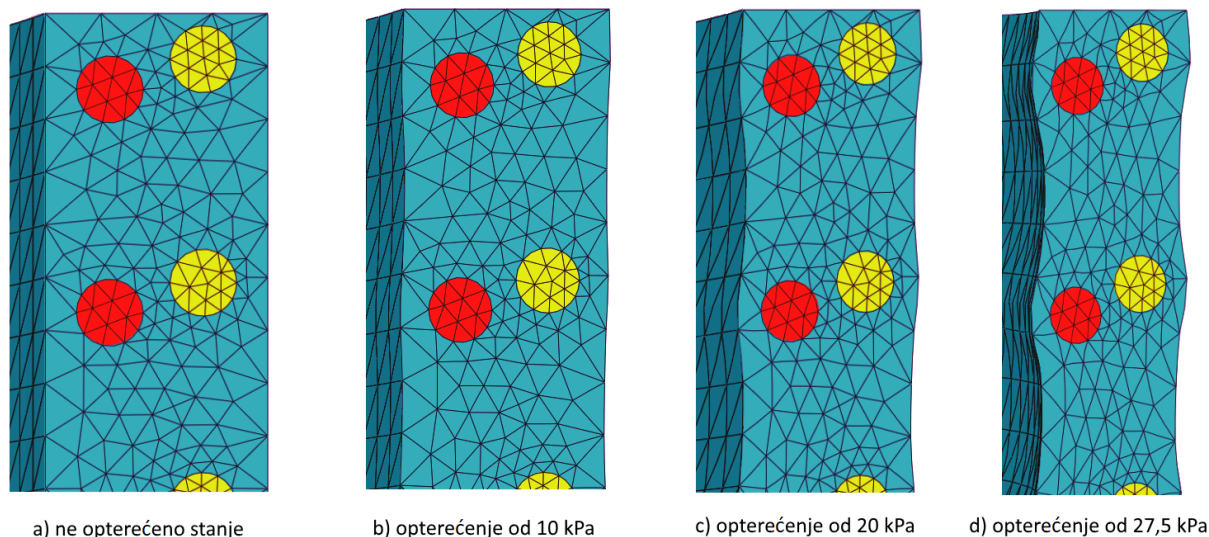 a) ne opterećeno stanje
b) opterećenje od 10 kPa
c) opterećenje od 20 kPa
d) opterećenje od 27,5 kPa